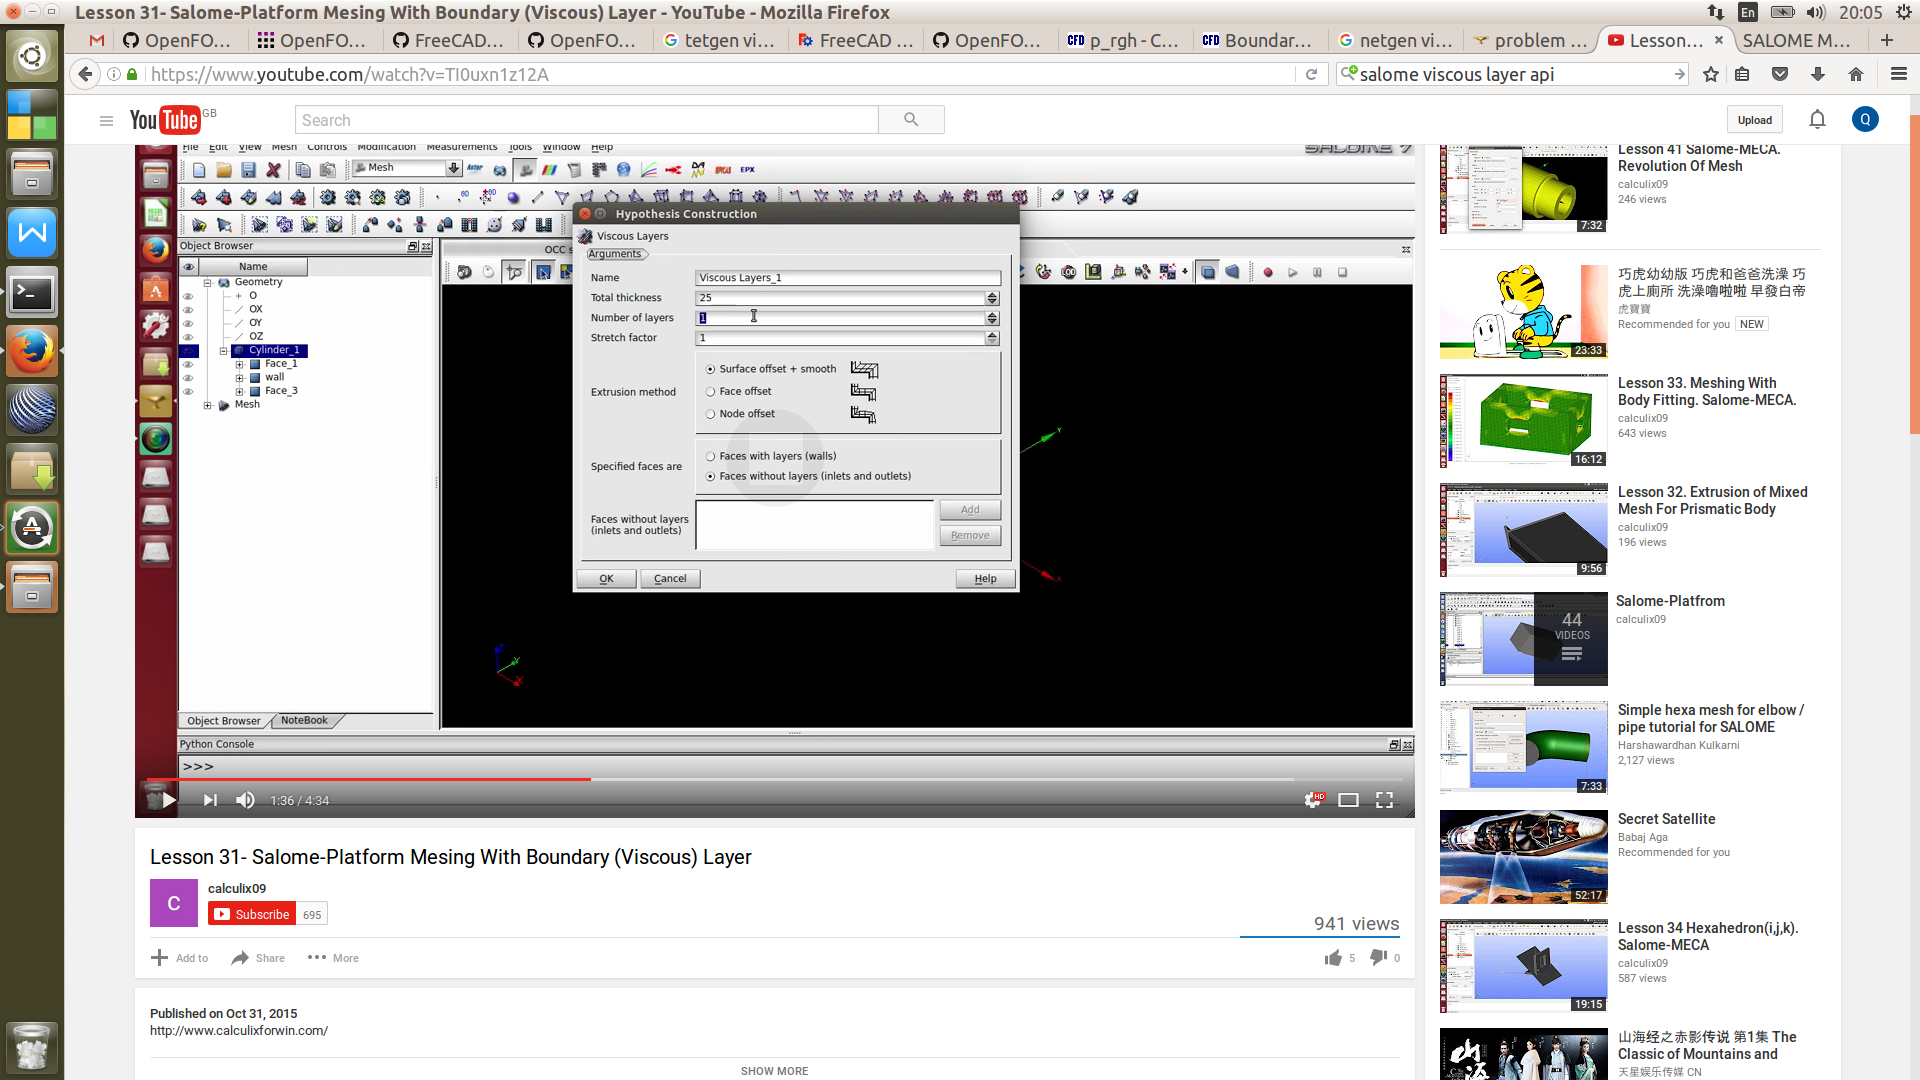 Lesson 31- Salome-Platform Mesing With Boundary (Viscous) Layer - YouTube - Mozilla Firefox
En
20:05
OpenFO...
OpenFO...
FreeCAD...
OpenFO...
tetgen vi...
FreeCAD ...
OpenFO...
CFD p_rgh - C...
CFD Boundar...
netgen vi...
problem ...
Lesson...
SALOME M...
https://www.youtube.com/watch?v=TI0uxn1z12A
salome viscous layer api
YouTube GB
Search
Upload
Q
File Edit View Mesh Controls Modification Measurements Tools Window Help
SALOME 7
Mesh
Object Browser
Name
Geometry
O
OX
OY
OZ
Cylinder_1
Face_1
wall
Face_3
Mesh
OCC s
Hypothesis Construction
Viscous Layers
Arguments
Name
Viscous Layers_1
Total thickness
25
Number of layers
1
Stretch factor
1
Extrusion method
Surface offset + smooth
Face offset
Node offset
Specified faces are
Faces with layers (walls)
Faces without layers (inlets and outlets)
Faces without layers
(inlets and outlets)
Add
Remove
OK
Cancel
Help
Object Browser
NoteBook
Python Console
>>>
1:36 / 4:34
HD
Lesson 31- Salome-Platform Mesing With Boundary (Viscous) Layer
C
calculix09
Subscribe 695
941 views
Add to
Share
More
5
0
Published on Oct 31, 2015
http://www.calculixforwin.com/
SHOW MORE
Lesson 41 Salome-MECA.
Revolution Of Mesh
calculix09
246 views
7:32
巧虎幼幼版 巧虎和爸爸洗澡 巧
虎上廁所 洗澡嚕啦啦 早發白帝
虎寶寶
Recommended for you NEW
23:33
Lesson 33. Meshing With
Body Fitting. Salome-MECA.
calculix09
643 views
16:12
Lesson 32. Extrusion of Mixed
Mesh For Prismatic Body
calculix09
196 views
9:56
Salome-Platfrom
calculix09
44
VIDEOS
Simple hexa mesh for elbow /
pipe tutorial for SALOME
Harshawardhan Kulkarni
2,127 views
7:33
Secret Satellite
Babaj Aga
Recommended for you
52:17
Lesson 34 Hexahedron(i,j,k).
Salome-MECA
calculix09
587 views
19:15
山海经之赤影传说 第1集 The
Classic of Mountains and
天星娱乐传媒 CN
山海